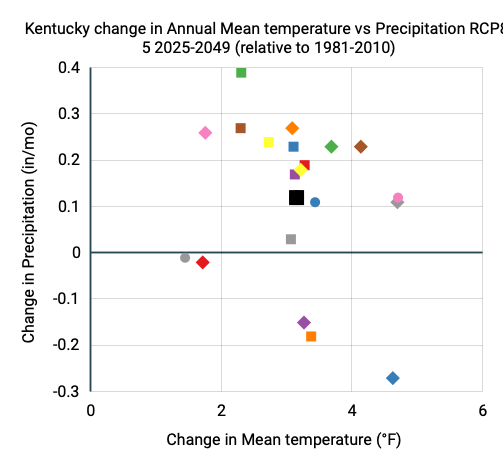 Kentucky change in Annual Mean temperature vs Precipitation RCP8
5 2025-2049 (relative to 1981-2010)
0.4
0.3
0.2
0.1
0
-0.1
-0.2
-0.3
Change in Precipitation (in/mo)
0 2 4 6
Change in Mean temperature (°F)